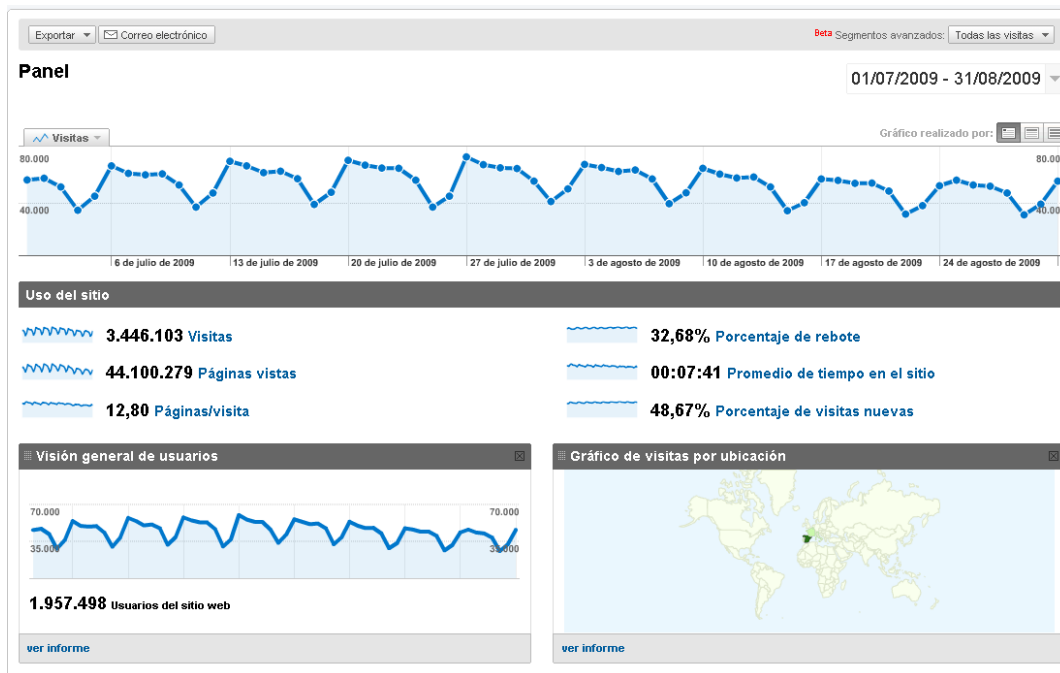 Exportar Correo electrónico Beta Segmentos avanzados: Todas las visitas
Panel
01/07/2009 - 31/08/2009
Visitas
Gráfico realizado por:
80.000 80.00
40.000 40.00
6 de julio de 2009 13 de julio de 2009 20 de julio de 2009 27 de julio de 2009 3 de agosto de 2009 10 de agosto de 2009 17 de agosto de 2009 24 de agosto de 2009
Uso del sitio
3.446.103 Visitas
32,68% Porcentaje de rebote
44.100.279 Páginas vistas
00:07:41 Promedio de tiempo en el sitio
12,80 Páginas/visita
48,67% Porcentaje de visitas nuevas
Visión general de usuarios
Gráfico de visitas por ubicación
70.000 70.000
35.000 35.000
1.957.498 Usuarios del sitio web
ver informe
ver informe